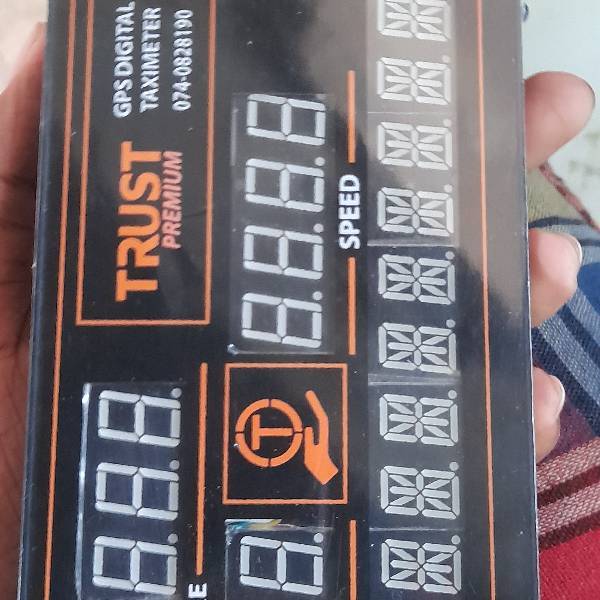 TRUST
PREMIUM
GPS DIGITAL
TAXIMETER
074-0828190
SPEED
T